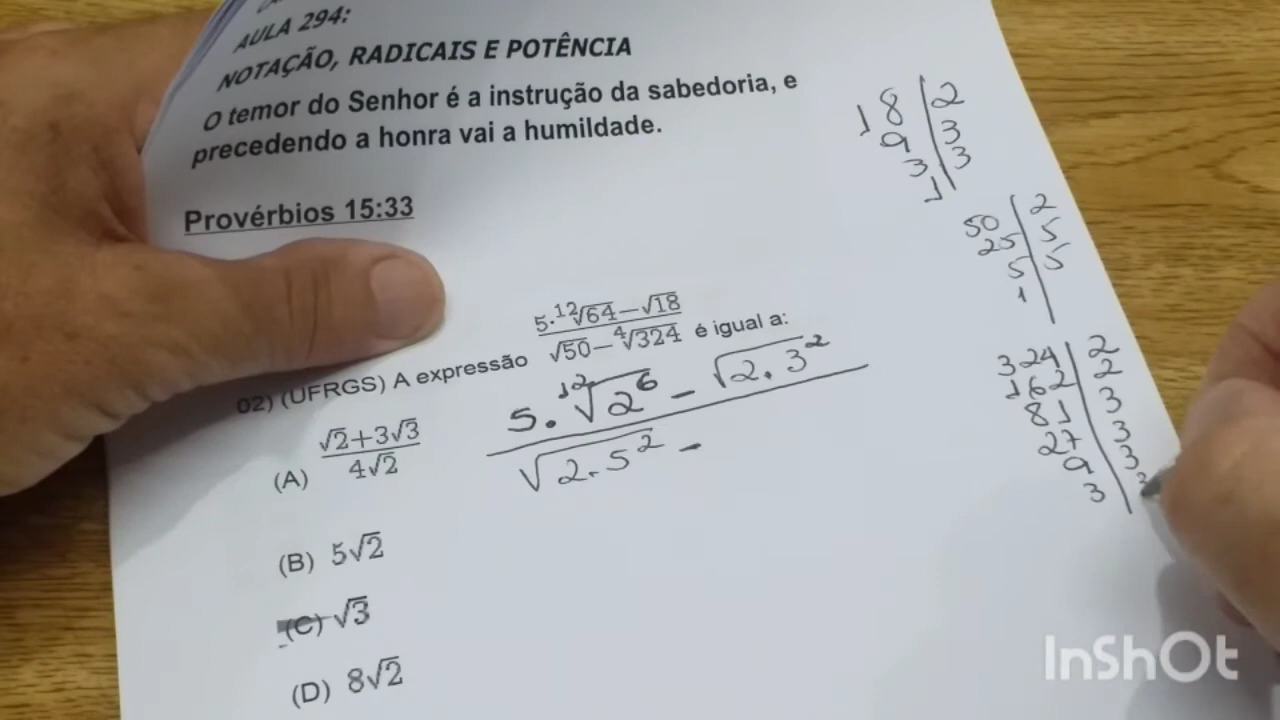 AULA 294:
NOTAÇÃO, RADICAIS E POTÊNCIA
O temor do Senhor é a instrução da sabedoria, e
precedendo a honra vai a humildade.
Provérbios 15:33
02) (UFRGS) A expressão (5.¹²√64−√18)/(√50−⁴√324) é igual a:
(5.¹²√2⁶ − √2.3²)/(√2.5² −
(A) (√2+3√3)/(4√2)
(B) 5√2
(C) √3
(D) 8√2
18 | 2
9 | 3
3 | 3
1
50 | 2
25 | 5
5 | 5
1
324 | 2
162 | 2
81 | 3
27 | 3
9 | 3
3
InShOt